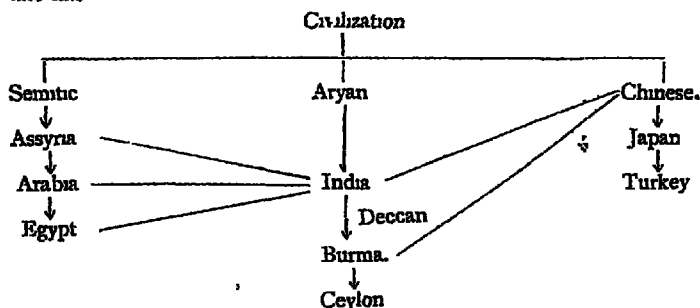 Civilization
Semitic Aryan Chinese.
Assyria Japan
Arabia India Turkey
Egypt Deccan
Burma.
Ceylon